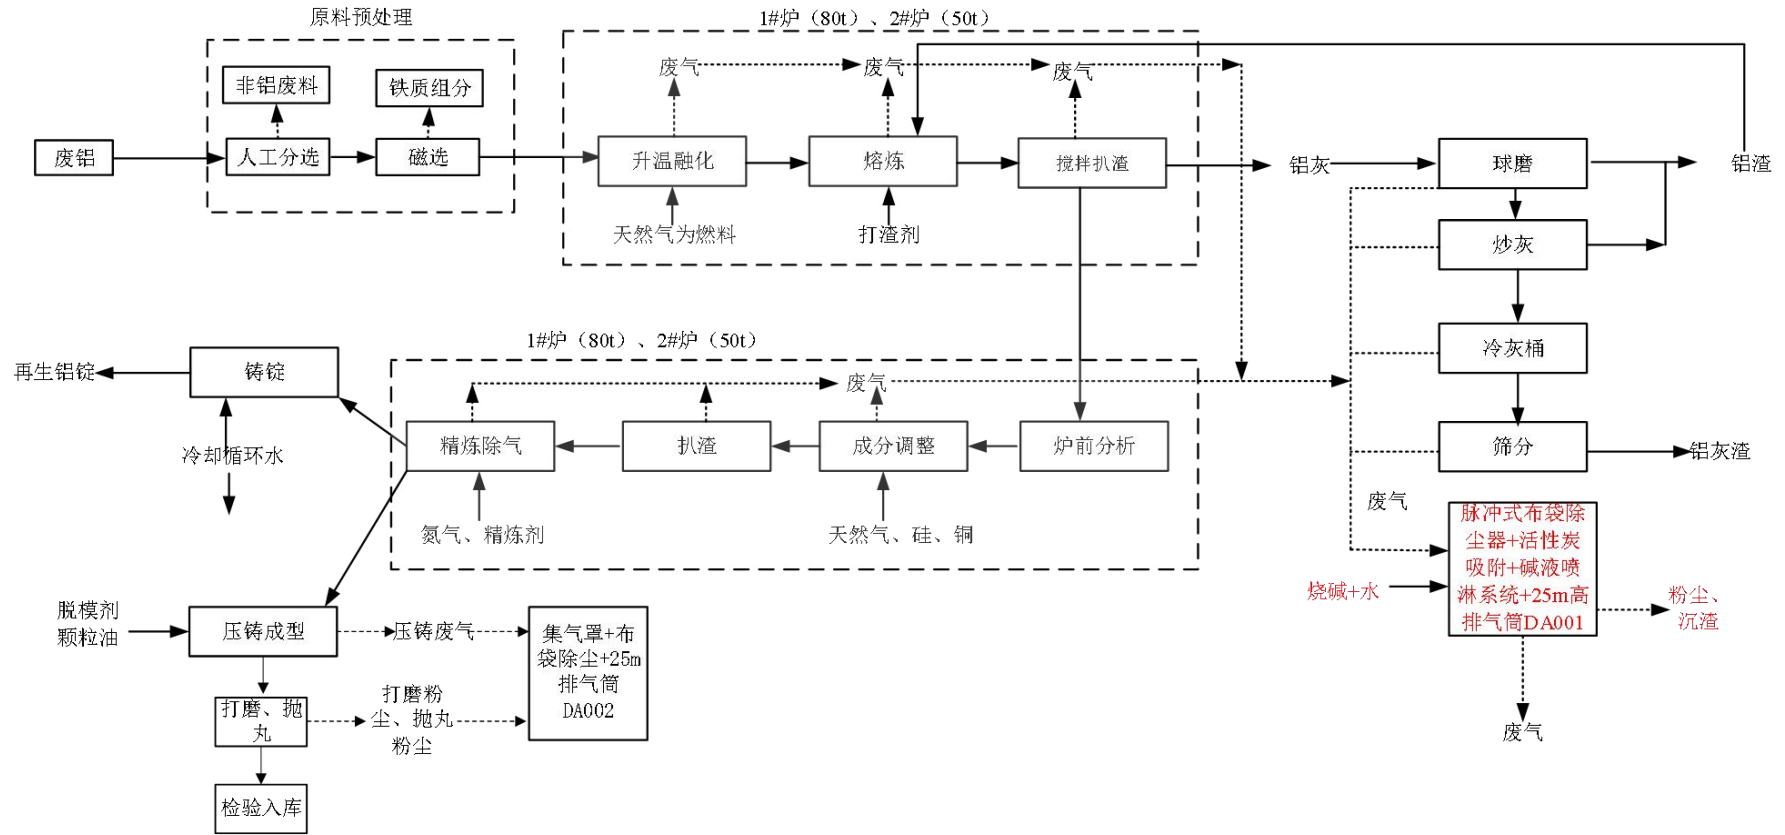 原料预处理
1#炉（80t）、2#炉（50t）
非铝废料
铁质组分
废气
废气
废气
废铝
人工分选
磁选
升温融化
熔炼
搅拌扒渣
铝灰
球磨
铝渣
天然气为燃料
打渣剂
炒灰
1#炉（80t）、2#炉（50t）
冷灰桶
再生铝锭
铸锭
废气
冷却循环水
精炼除气
扒渣
成分调整
炉前分析
筛分
铝灰渣
氮气、精炼剂
天然气、硅、铜
废气
脉冲式布袋除
尘器+活性炭
吸附+碱液喷
淋系统+25m高
排气筒DA001
烧碱+水
粉尘、
沉渣
脱模剂
颗粒油
压铸成型
压铸废气
集气罩+布
袋除尘+25m
排气筒
DA002
打磨、抛
丸
打磨粉
尘、抛丸
粉尘
废气
检验入库